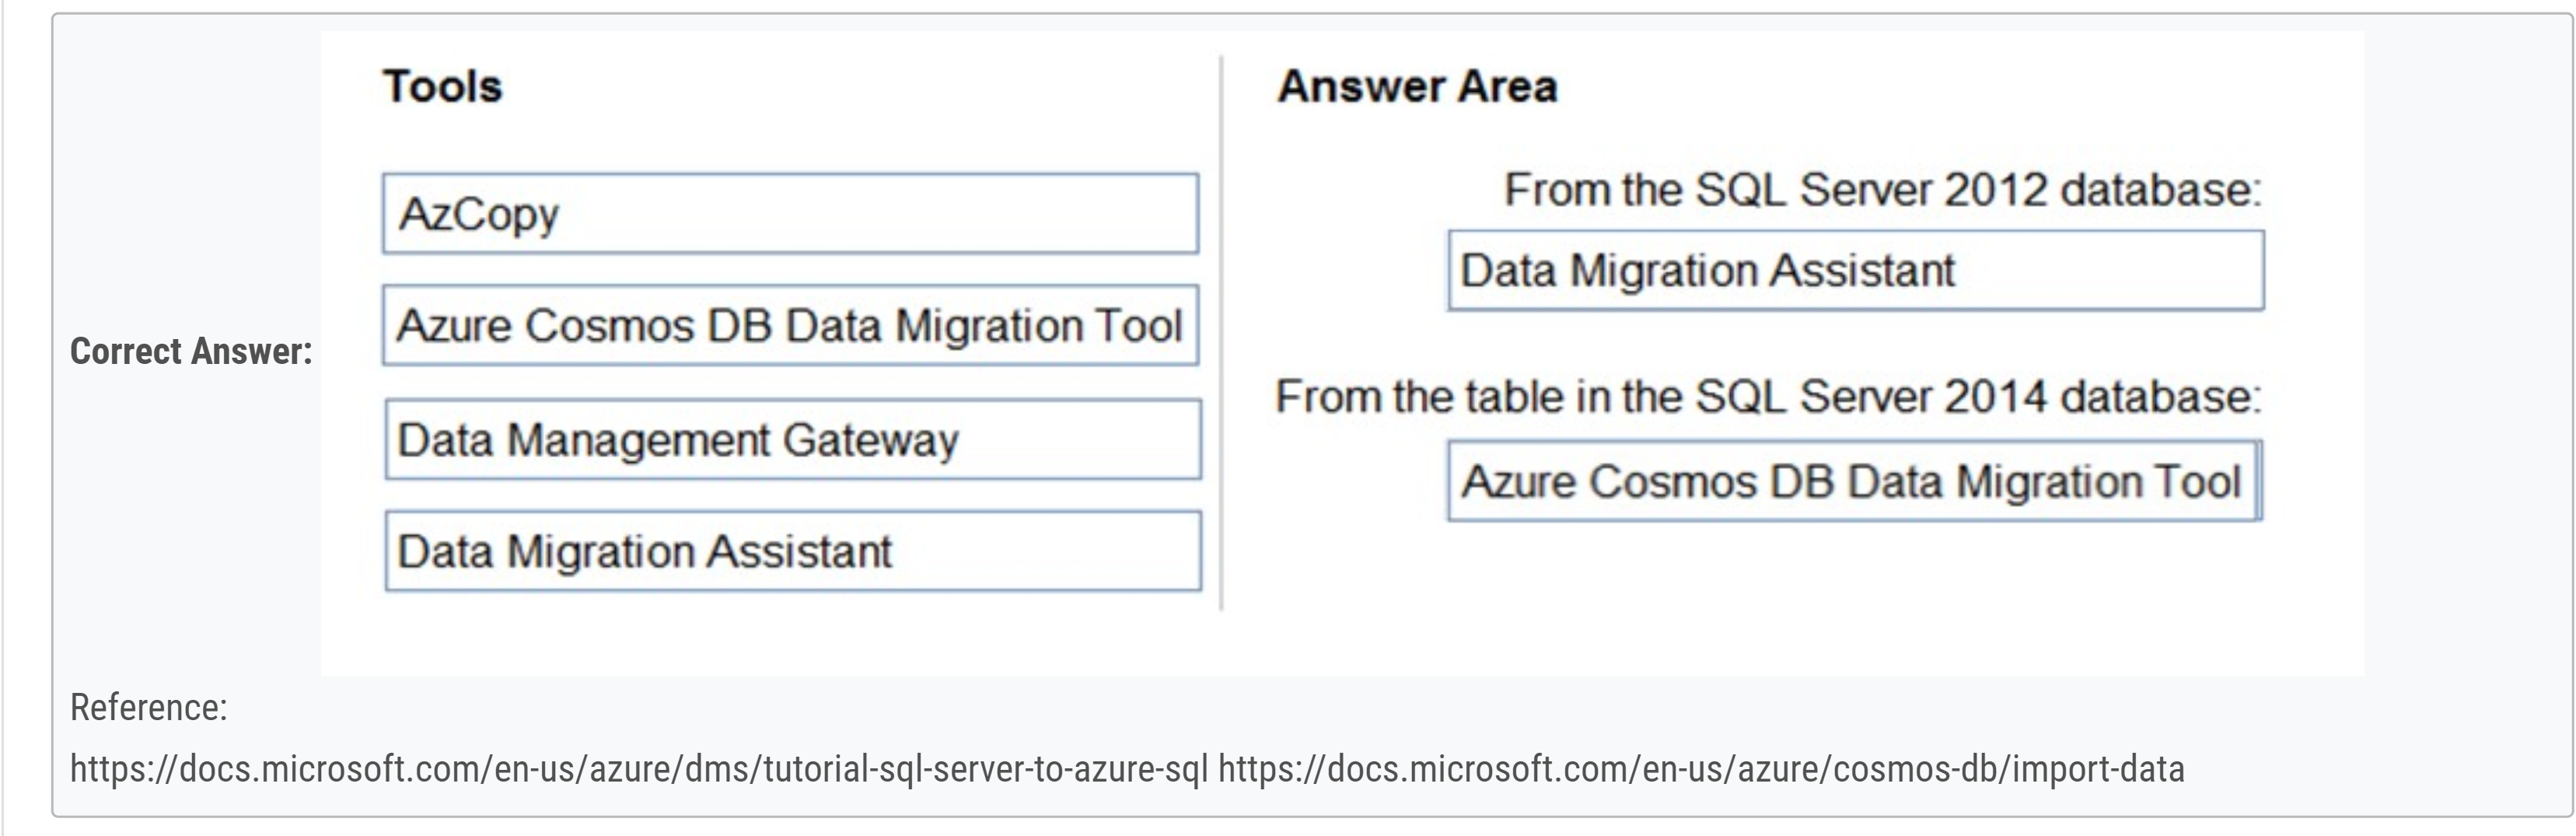 Correct Answer:
Tools
AzCopy
Azure Cosmos DB Data Migration Tool
Data Management Gateway
Data Migration Assistant
Answer Area
From the SQL Server 2012 database:
Data Migration Assistant
From the table in the SQL Server 2014 database:
Azure Cosmos DB Data Migration Tool
Reference:
https://docs.microsoft.com/en-us/azure/dms/tutorial-sql-server-to-azure-sql https://docs.microsoft.com/en-us/azure/cosmos-db/import-data